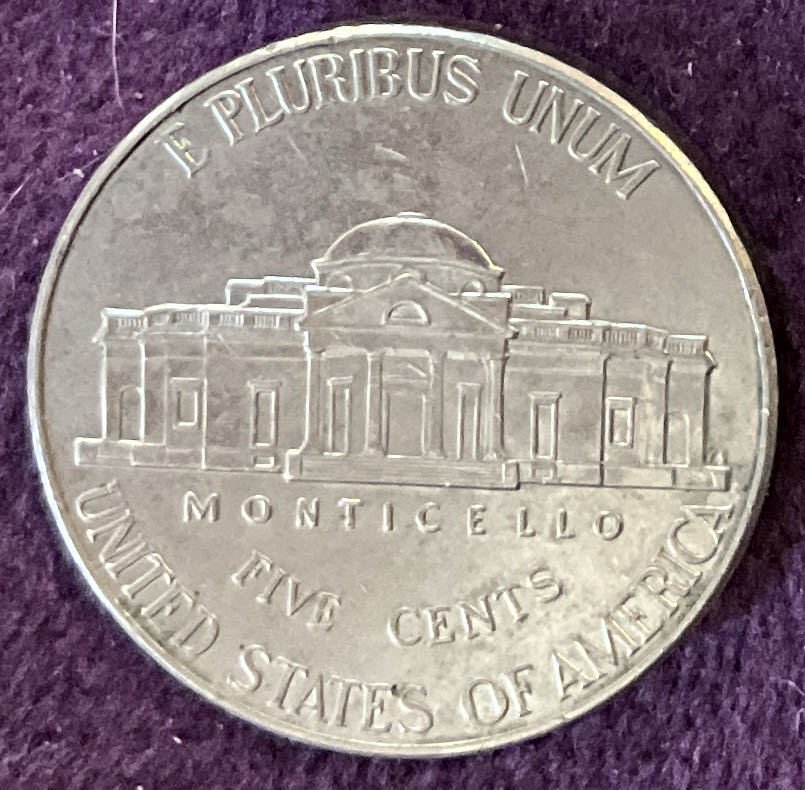 E PLURIBUS UNUM
MONTICELLO
FIVE CENTS
UNITED STATES OF AMERICA